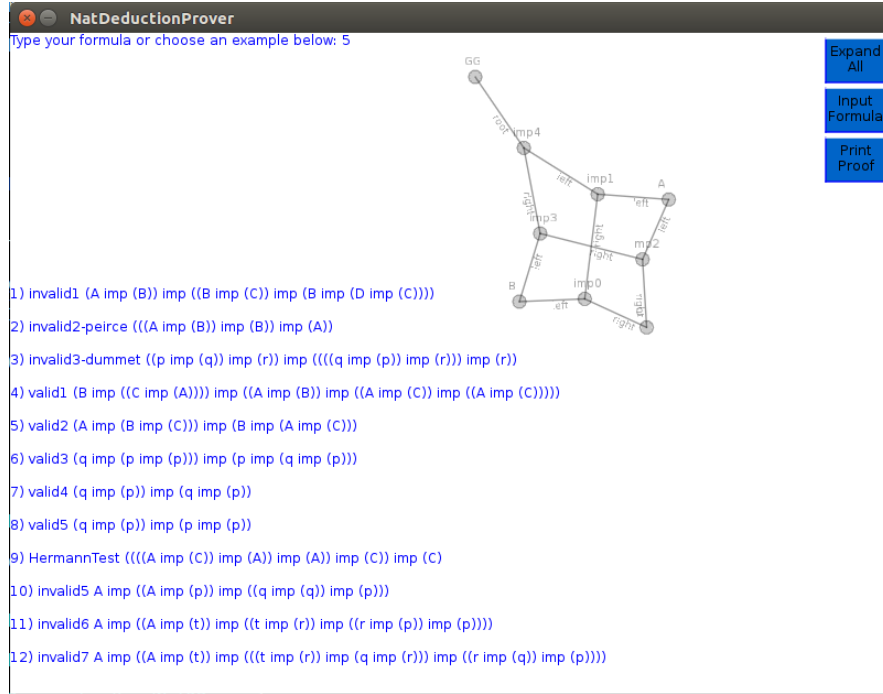 NatDeductionProver
Type your formula or choose an example below: 5
Expand
All
Input
Formula
Print
Proof
GG
root
imp4
left
imp1
A
left
right
right
left
imp3
right
mp2
left
B
left
imp0
right
right
1) invalid1 (A imp (B)) imp ((B imp (C)) imp (B imp (D imp (C))))
2) invalid2-peirce (((A imp (B)) imp (B)) imp (A))
3) invalid3-dummet ((p imp (q)) imp (r)) imp ((((q imp (p)) imp (r))) imp (r))
4) valid1 (B imp ((C imp (A)))) imp ((A imp (B)) imp ((A imp (C)) imp ((A imp (C)))))
5) valid2 (A imp (B imp (C))) imp (B imp (A imp (C)))
6) valid3 (q imp (p imp (p))) imp (p imp (q imp (p)))
7) valid4 (q imp (p)) imp (q imp (p))
8) valid5 (q imp (p)) imp (p imp (p))
9) HermannTest ((((A imp (C)) imp (A)) imp (A)) imp (C)) imp (C)
10) invalid5 A imp ((A imp (p)) imp ((q imp (q)) imp (p)))
11) invalid6 A imp ((A imp (t)) imp ((t imp (r)) imp ((r imp (p)) imp (p))))
12) invalid7 A imp ((A imp (t)) imp (((t imp (r)) imp (q imp (r))) imp ((r imp (q)) imp (p))))